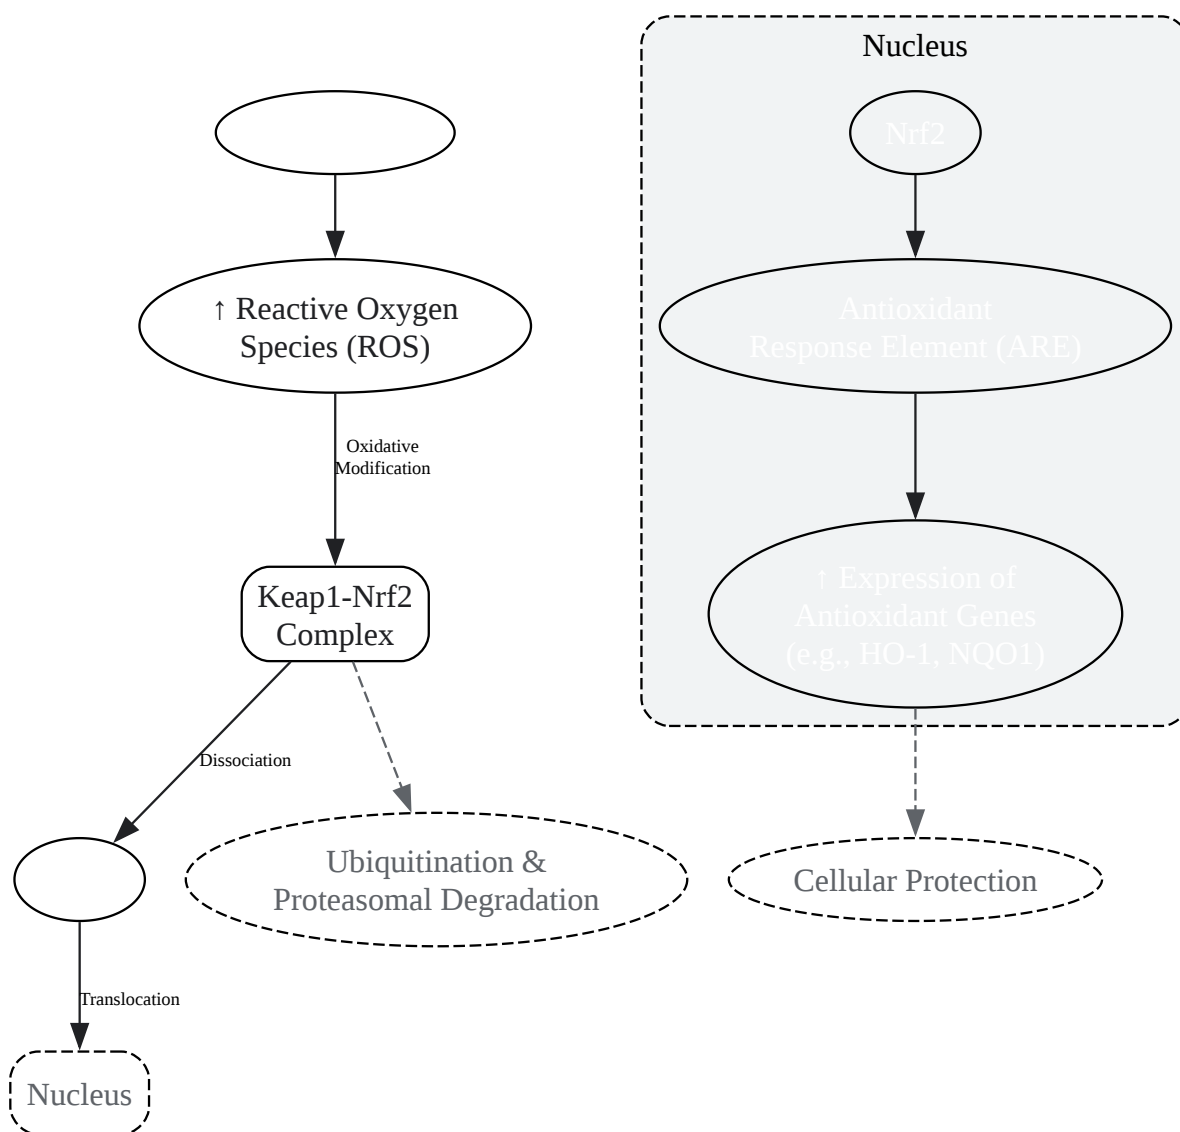 Nucleus
Nrf2
↑ Reactive Oxygen
Species (ROS)
Antioxidant
Response Element (ARE)
Oxidative
Modification
Keap1-Nrf2
Complex
↑ Expression of
Antioxidant Genes
(e.g., HO-1, NQO1)
Dissociation
Ubiquitination &
Proteasomal Degradation
Cellular Protection
Translocation
Nucleus